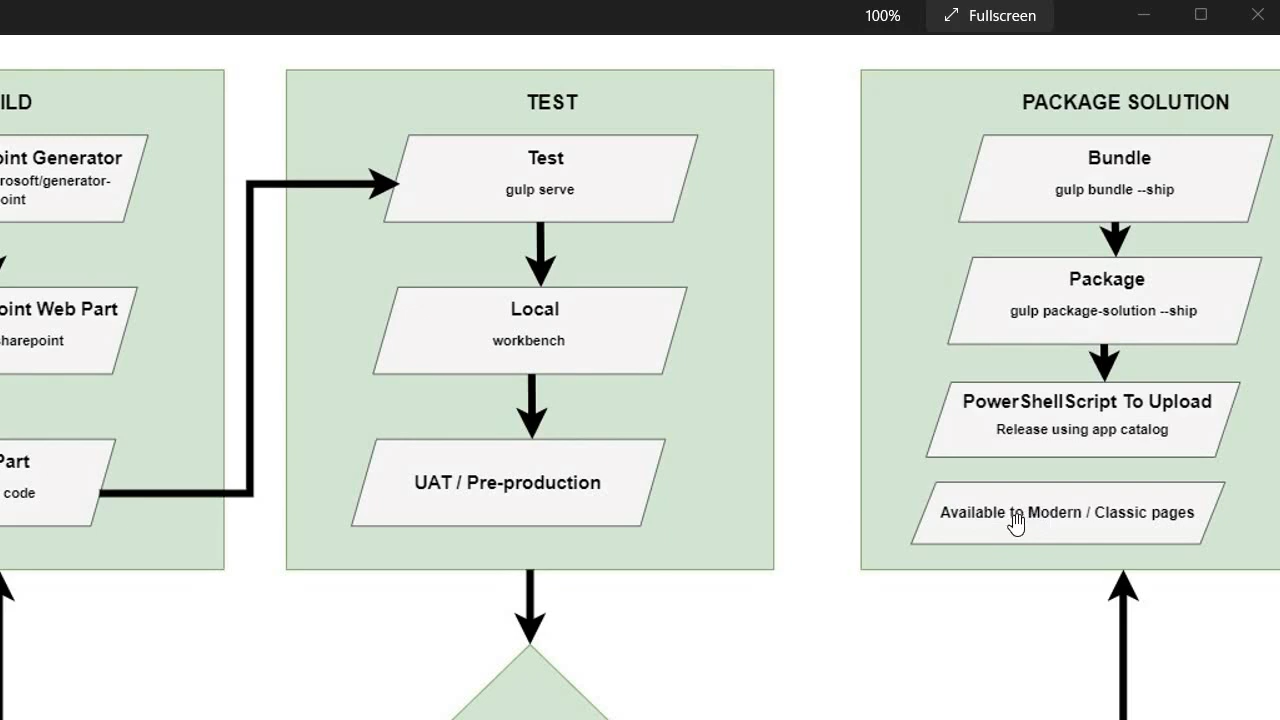 100%
Fullscreen
ILD
oint Generator
rosoft/generator-
oint
oint Web Part
harepoint
Part
code
TEST
Test
gulp serve
Local
workbench
UAT / Pre-production
PACKAGE SOLUTION
Bundle
gulp bundle --ship
Package
gulp package-solution --ship
PowerShellScript To Upload
Release using app catalog
Available to Modern / Classic pages